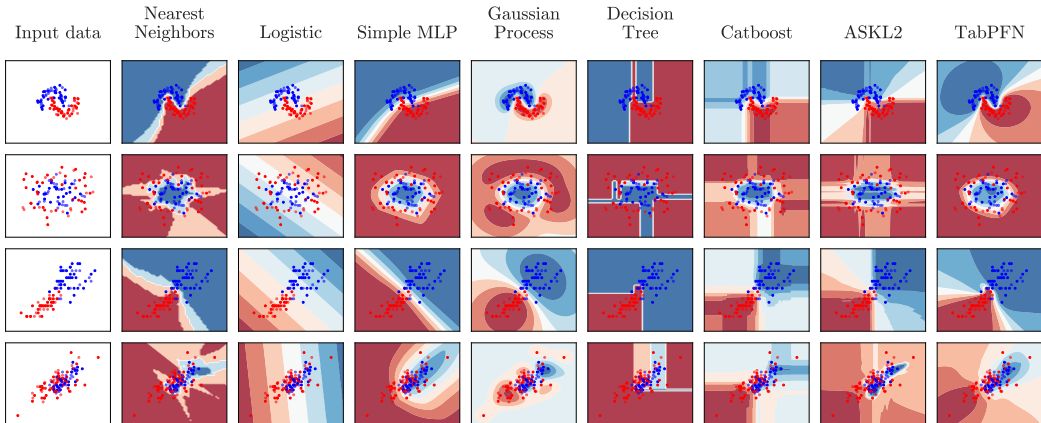 Input data
Nearest
Neighbors
Logistic
Simple MLP
Gaussian
Process
Decision
Tree
Catboost
ASKL2
TabPFN